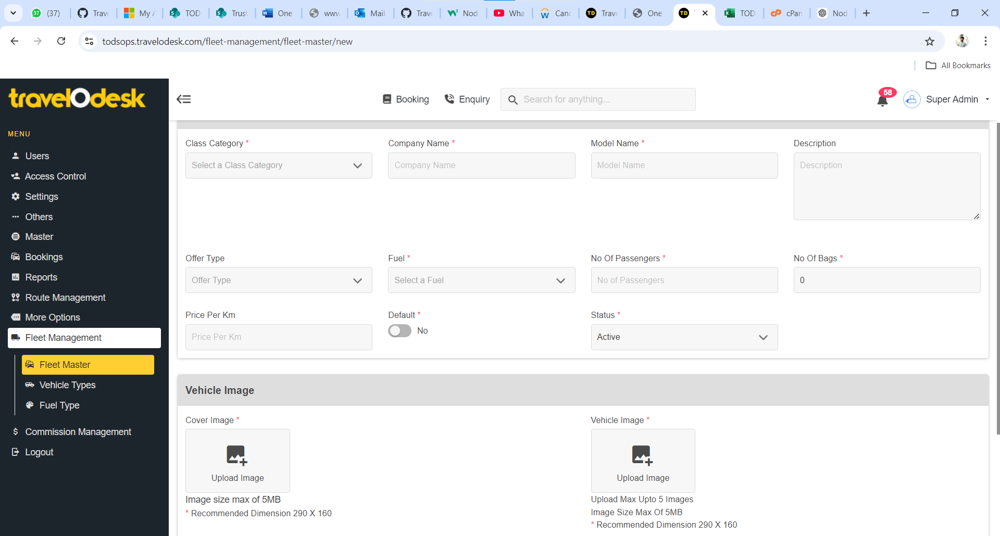 (37)
Trave
My A
TOD
Trust
One
www
Mail
Trave
Nod
Wha
Canc
Trave
One
TOD
cPan
Nod
todsops.travelodesk.com/fleet-management/fleet-master/new
All Bookmarks
travelOdesk
Booking
Enquiry
Search for anything...
58
Super Admin
MENU
Users
Access Control
Settings
Others
Master
Bookings
Reports
Route Management
More Options
Fleet Management
Fleet Master
Vehicle Types
Fuel Type
Commission Management
Logout
Class Category *
Company Name *
Model Name *
Description
Select a Class Category
Company Name
Model Name
Description
Offer Type
Fuel *
No Of Passengers *
No Of Bags *
Offer Type
Select a Fuel
No of Passengers
0
Price Per Km
Default *
Status *
Price Per Km
No
Active
Vehicle Image
Cover Image *
Vehicle Image *
Upload Image
Upload Image
Image size max of 5MB
* Recommended Dimension 290 X 160
Upload Max Upto 5 Images
Image Size Max Of 5MB
* Recommended Dimension 290 X 160